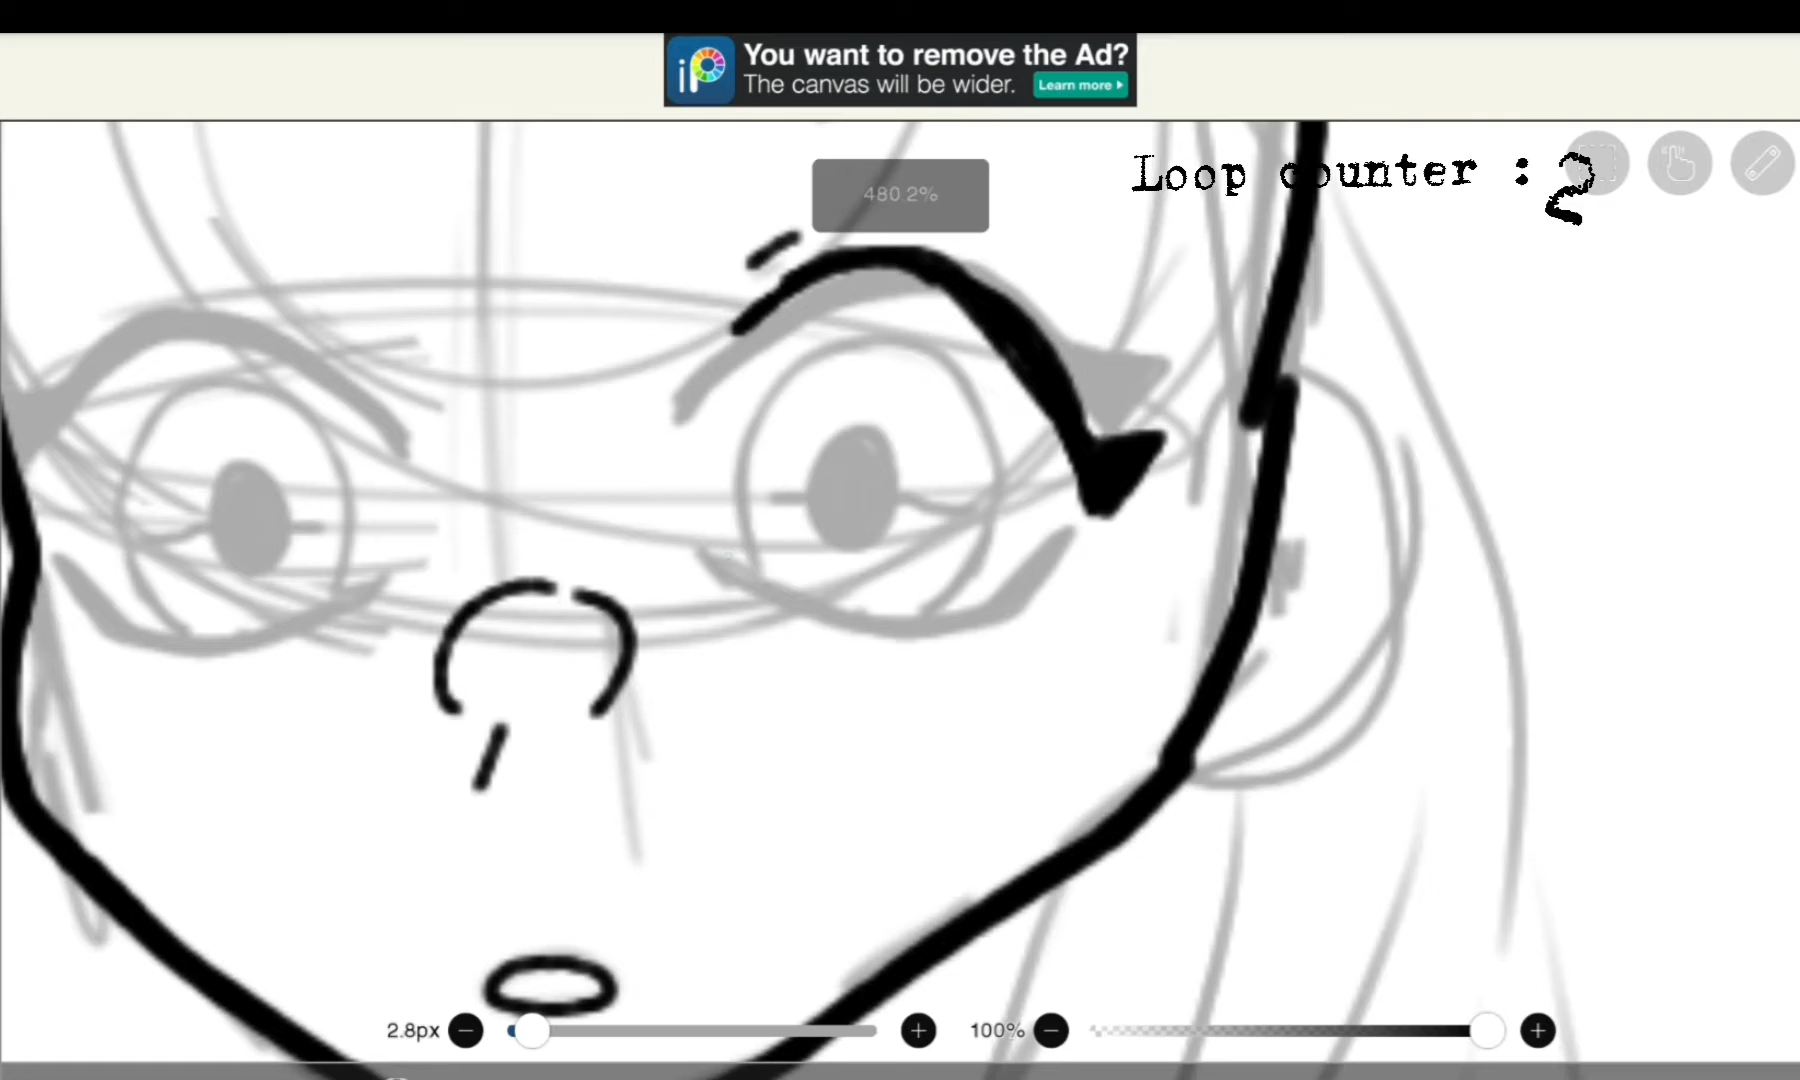 iP You want to remove the Ad?
The canvas will be wider. Learn more
480.2%
Loop counter : 2
2.8px
100%